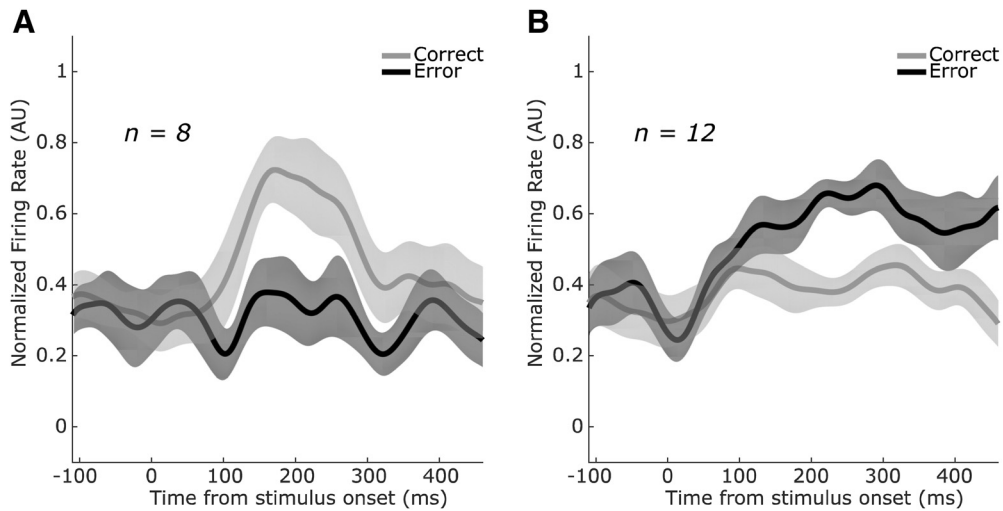 A
Correct
Error
n = 8
1
0.8
0.6
0.4
0.2
0
Normalized Firing Rate (AU)
-100 0 100 200 300 400
Time from stimulus onset (ms)
B
Correct
Error
n = 12
1
0.8
0.6
0.4
0.2
0
Normalized Firing Rate (AU)
-100 0 100 200 300 400
Time from stimulus onset (ms)